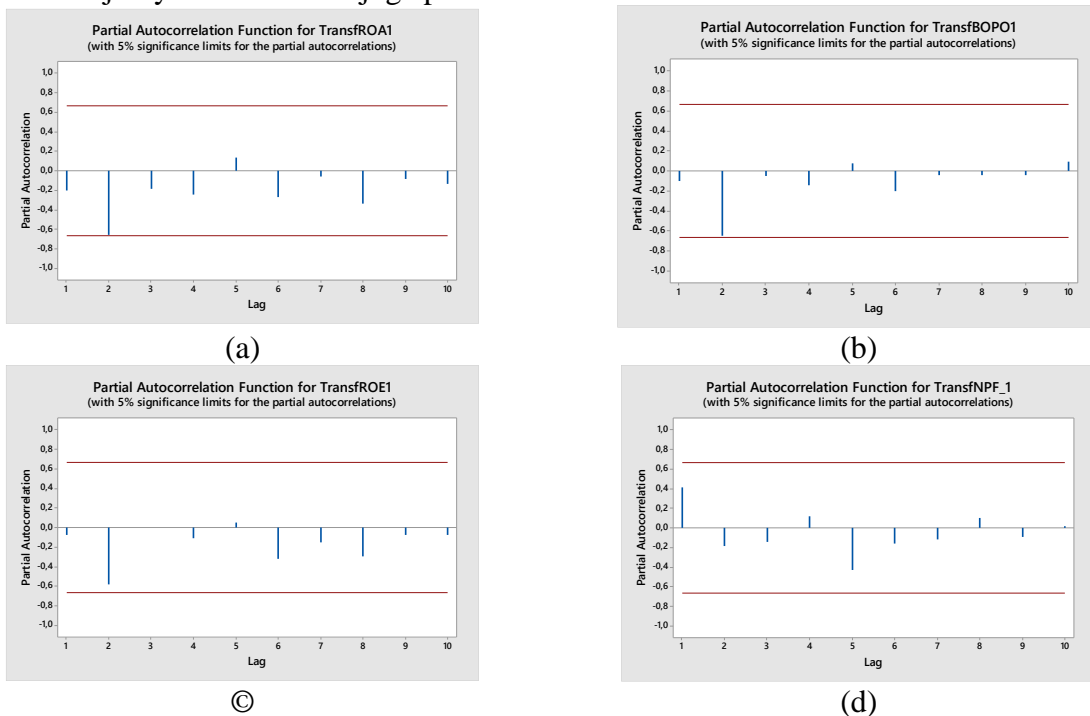 Partial Autocorrelation Function for TransfROA1
(with 5% significance limits for the partial autocorrelations)
1,0
0,8
0,6
0,4
0,2
0,0
-0,2
-0,4
-0,6
-0,8
-1,0
Partial Autocorrelation
1 2 3 4 5 6 7 8 9 10
Lag
(a)
Partial Autocorrelation Function for TransfBOPO1
(with 5% significance limits for the partial autocorrelations)
1,0
0,8
0,6
0,4
0,2
0,0
-0,2
-0,4
-0,6
-0,8
-1,0
Partial Autocorrelation
1 2 3 4 5 6 7 8 9 10
Lag
(b)
Partial Autocorrelation Function for TransfROE1
(with 5% significance limits for the partial autocorrelations)
1,0
0,8
0,6
0,4
0,2
0,0
-0,2
-0,4
-0,6
-0,8
-1,0
Partial Autocorrelation
1 2 3 4 5 6 7 8 9 10
Lag
©
Partial Autocorrelation Function for TransfNPF_1
(with 5% significance limits for the partial autocorrelations)
1,0
0,8
0,6
0,4
0,2
0,0
-0,2
-0,4
-0,6
-0,8
-1,0
Partial Autocorrelation
1 2 3 4 5 6 7 8 9 10
Lag
(d)